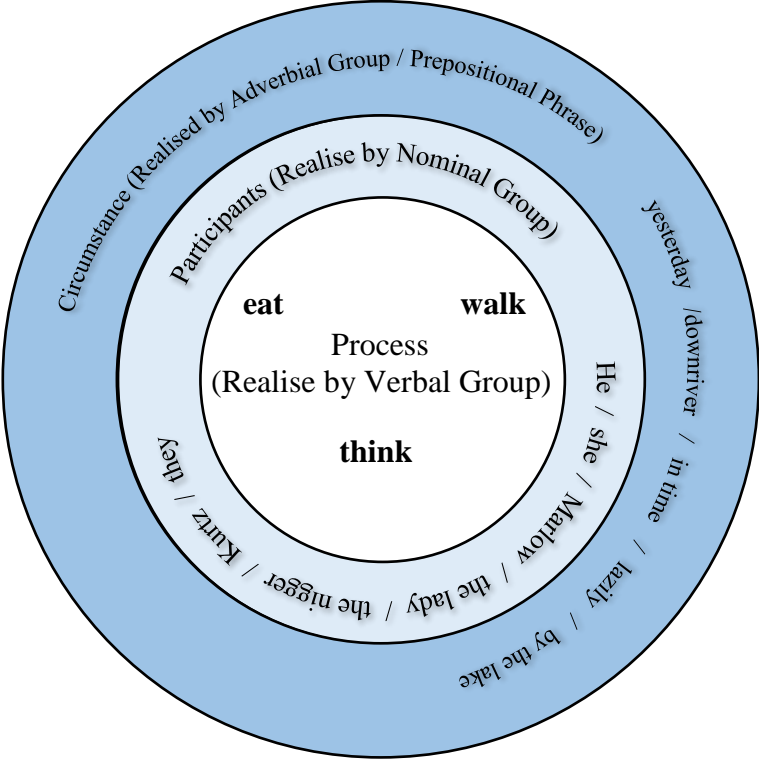 Circumstance (Realised by Adverbial Group / Prepositional Phrase)
yesterday /downriver / in time / lazily / by the lake
Participants (Realise by Nominal Group)
He / she / Marlow / the lady / the nigger / Kurtz / they
eat walk
Process
(Realise by Verbal Group)
think